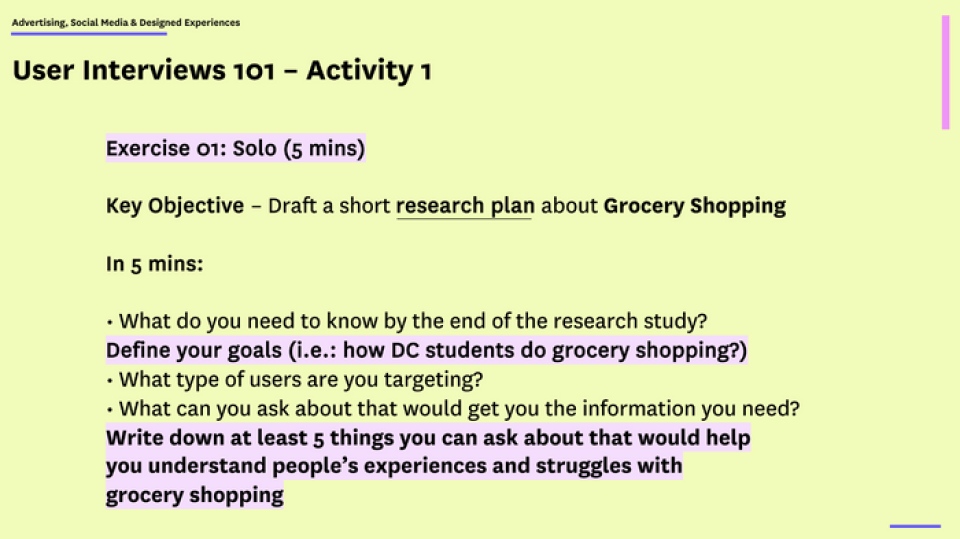 Advertising, Social Media & Designed Experiences
User Interviews 101 – Activity 1
Exercise 01: Solo (5 mins)
Key Objective – Draft a short research plan about Grocery Shopping
In 5 mins:
• What do you need to know by the end of the research study?
Define your goals (i.e.: how DC students do grocery shopping?)
• What type of users are you targeting?
• What can you ask about that would get you the information you need?
Write down at least 5 things you can ask about that would help
you understand people’s experiences and struggles with
grocery shopping